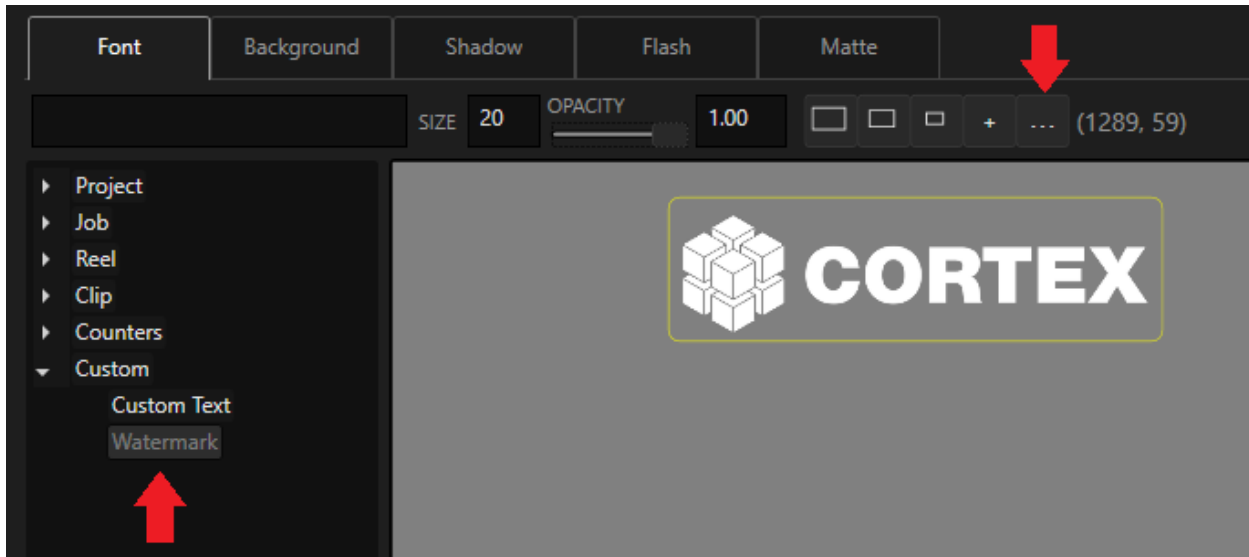 Font Background Shadow Flash Matte
SIZE 20 OPACITY 1.00 + ... (1289, 59)
Project
Job
Reel
Clip
Counters
Custom
Custom Text
Watermark
CORTEX